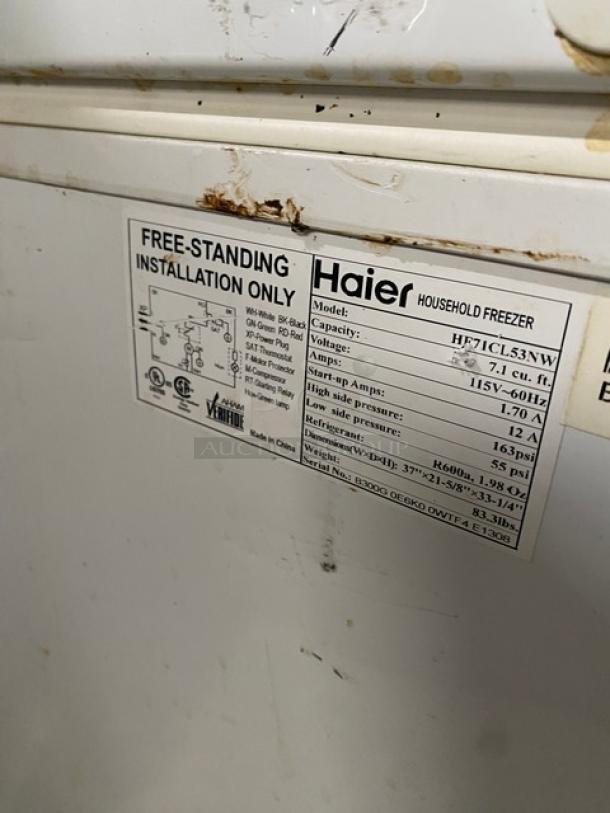 FREE-STANDING
INSTALLATION ONLY
WH-White BK-Black
GN-Green RD-Red
XP-Power Plug
SAT Thermostat
F-Motor Protector
M-Compressor
RT-Starting Relay
Hgn-Green lamp
AHAM
VERIFIDE
Made in China
Haier HOUSEHOLD FREEZER
Model: HF71CL53NW
Capacity: 7.1 cu. ft.
Voltage: 115V~60Hz
Amps: 1.70 A
Start-up Amps: 12 A
High side pressure: 163psi
Low side pressure: 55 psi
Refrigerant: R600a, 1.98 Oz
Dimensions(W×D×H): 37"×21-5/8"×33-1/4"
Weight: 83.3lbs.
Serial No.: B300G 0E6K0 0WTF4 E1308